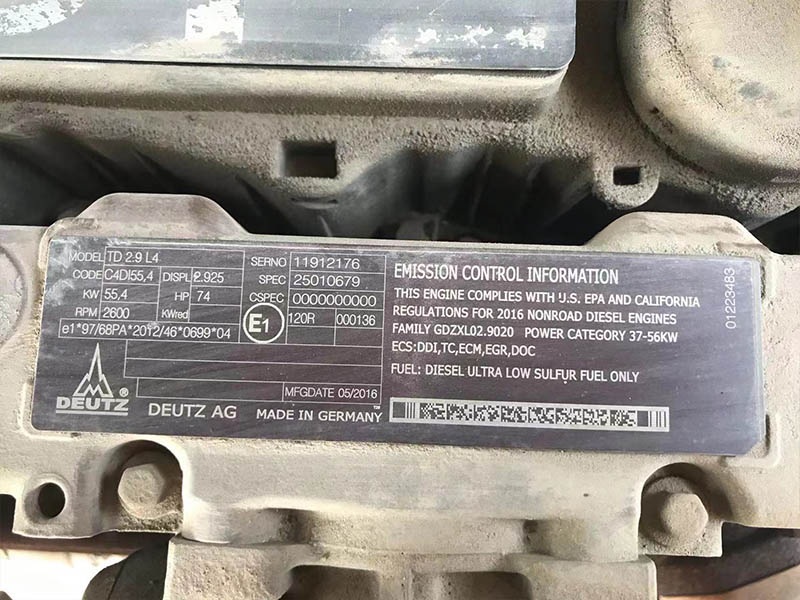 MODEL TD 2.9 L4
CODE C4DI55,4 DISPL 2.925
KW 55,4 HP 74
RPM 2600 KWred
e1*97/68PA*2012/46*0699*04
SERNO 11912176
SPEC 25010679
CSPEC 0000000000
E1 120R 000136
MFGDATE 05/2016
DEUTZ ®
DEUTZ AG MADE IN GERMANY
EMISSION CONTROL INFORMATION
THIS ENGINE COMPLIES WITH U.S. EPA AND CALIFORNIA
REGULATIONS FOR 2016 NONROAD DIESEL ENGINES
FAMILY GDZXL02.9020 POWER CATEGORY 37-56KW
ECS:DDI,TC,ECM,EGR,DOC
FUEL: DIESEL ULTRA LOW SULFUR FUEL ONLY
01223483